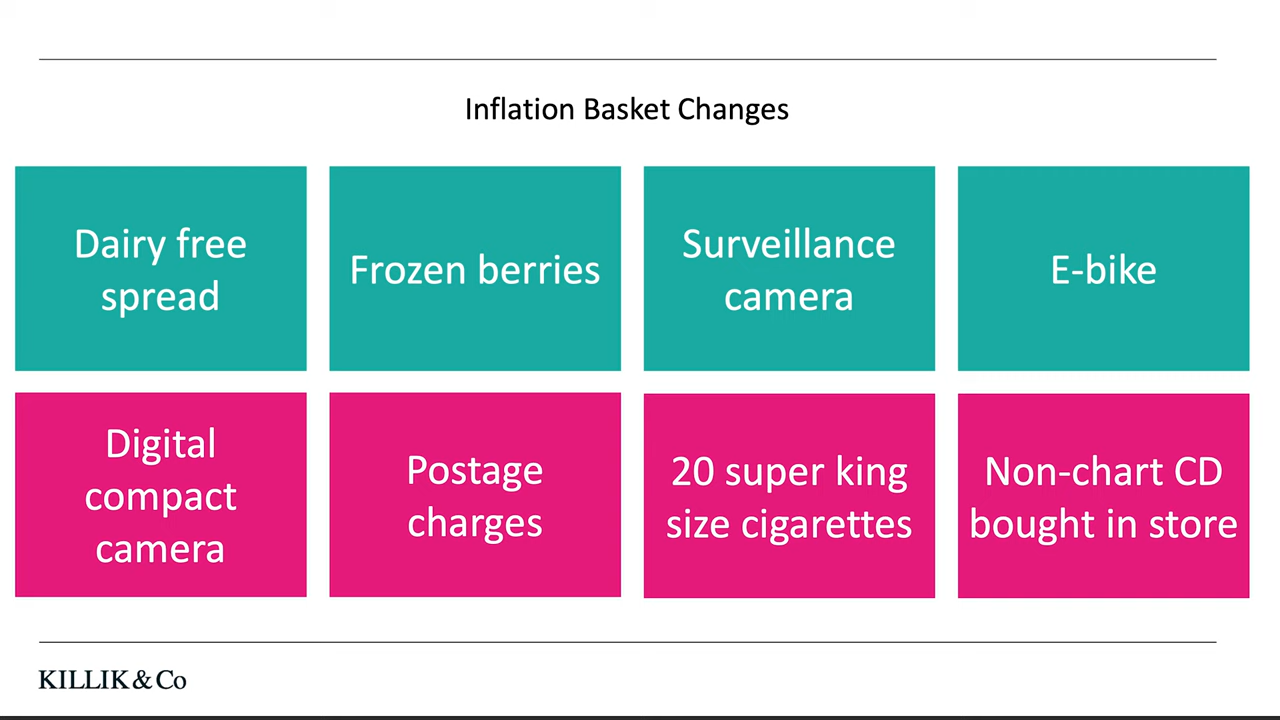 Inflation Basket Changes
Dairy free
spread
Frozen berries
Surveillance
camera
E-bike
Digital
compact
camera
Postage
charges
20 super king
size cigarettes
Non-chart CD
bought in store
KILLIK & Co